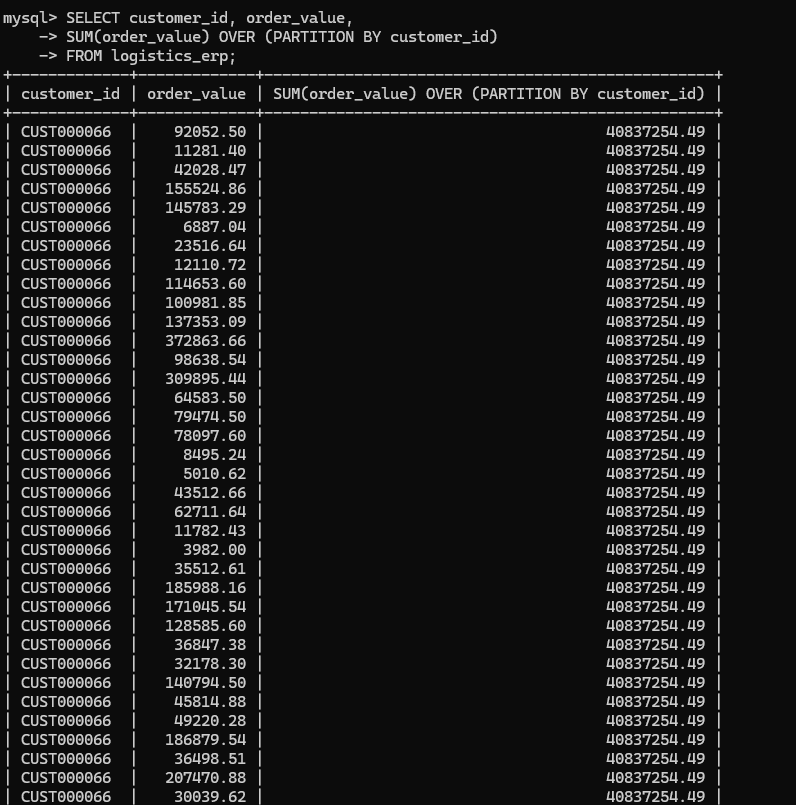 mysql> SELECT customer_id, order_value,
    -> SUM(order_value) OVER (PARTITION BY customer_id)
    -> FROM logistics_erp;
+-------------+-------------+--------------------------------------------------+
| customer_id | order_value | SUM(order_value) OVER (PARTITION BY customer_id) |
+-------------+-------------+--------------------------------------------------+
| CUST000066  |    92052.50 |                                      40837254.49 |
| CUST000066  |    11281.40 |                                      40837254.49 |
| CUST000066  |    42028.47 |                                      40837254.49 |
| CUST000066  |   155524.86 |                                      40837254.49 |
| CUST000066  |   145783.29 |                                      40837254.49 |
| CUST000066  |     6887.04 |                                      40837254.49 |
| CUST000066  |    23516.64 |                                      40837254.49 |
| CUST000066  |    12110.72 |                                      40837254.49 |
| CUST000066  |   114653.60 |                                      40837254.49 |
| CUST000066  |   100981.85 |                                      40837254.49 |
| CUST000066  |   137353.09 |                                      40837254.49 |
| CUST000066  |   372863.66 |                                      40837254.49 |
| CUST000066  |    98638.54 |                                      40837254.49 |
| CUST000066  |   309895.44 |                                      40837254.49 |
| CUST000066  |    64583.50 |                                      40837254.49 |
| CUST000066  |    79474.50 |                                      40837254.49 |
| CUST000066  |    78097.60 |                                      40837254.49 |
| CUST000066  |     8495.24 |                                      40837254.49 |
| CUST000066  |     5010.62 |                                      40837254.49 |
| CUST000066  |    43512.66 |                                      40837254.49 |
| CUST000066  |    62711.64 |                                      40837254.49 |
| CUST000066  |    11782.43 |                                      40837254.49 |
| CUST000066  |     3982.00 |                                      40837254.49 |
| CUST000066  |    35512.61 |                                      40837254.49 |
| CUST000066  |   185988.16 |                                      40837254.49 |
| CUST000066  |   171045.54 |                                      40837254.49 |
| CUST000066  |   128585.60 |                                      40837254.49 |
| CUST000066  |    36847.38 |                                      40837254.49 |
| CUST000066  |    32178.30 |                                      40837254.49 |
| CUST000066  |   140794.50 |                                      40837254.49 |
| CUST000066  |    45814.88 |                                      40837254.49 |
| CUST000066  |    49220.28 |                                      40837254.49 |
| CUST000066  |   186879.54 |                                      40837254.49 |
| CUST000066  |    36498.51 |                                      40837254.49 |
| CUST000066  |   207470.88 |                                      40837254.49 |
| CUST000066  |    30039.62 |                                      40837254.49 |